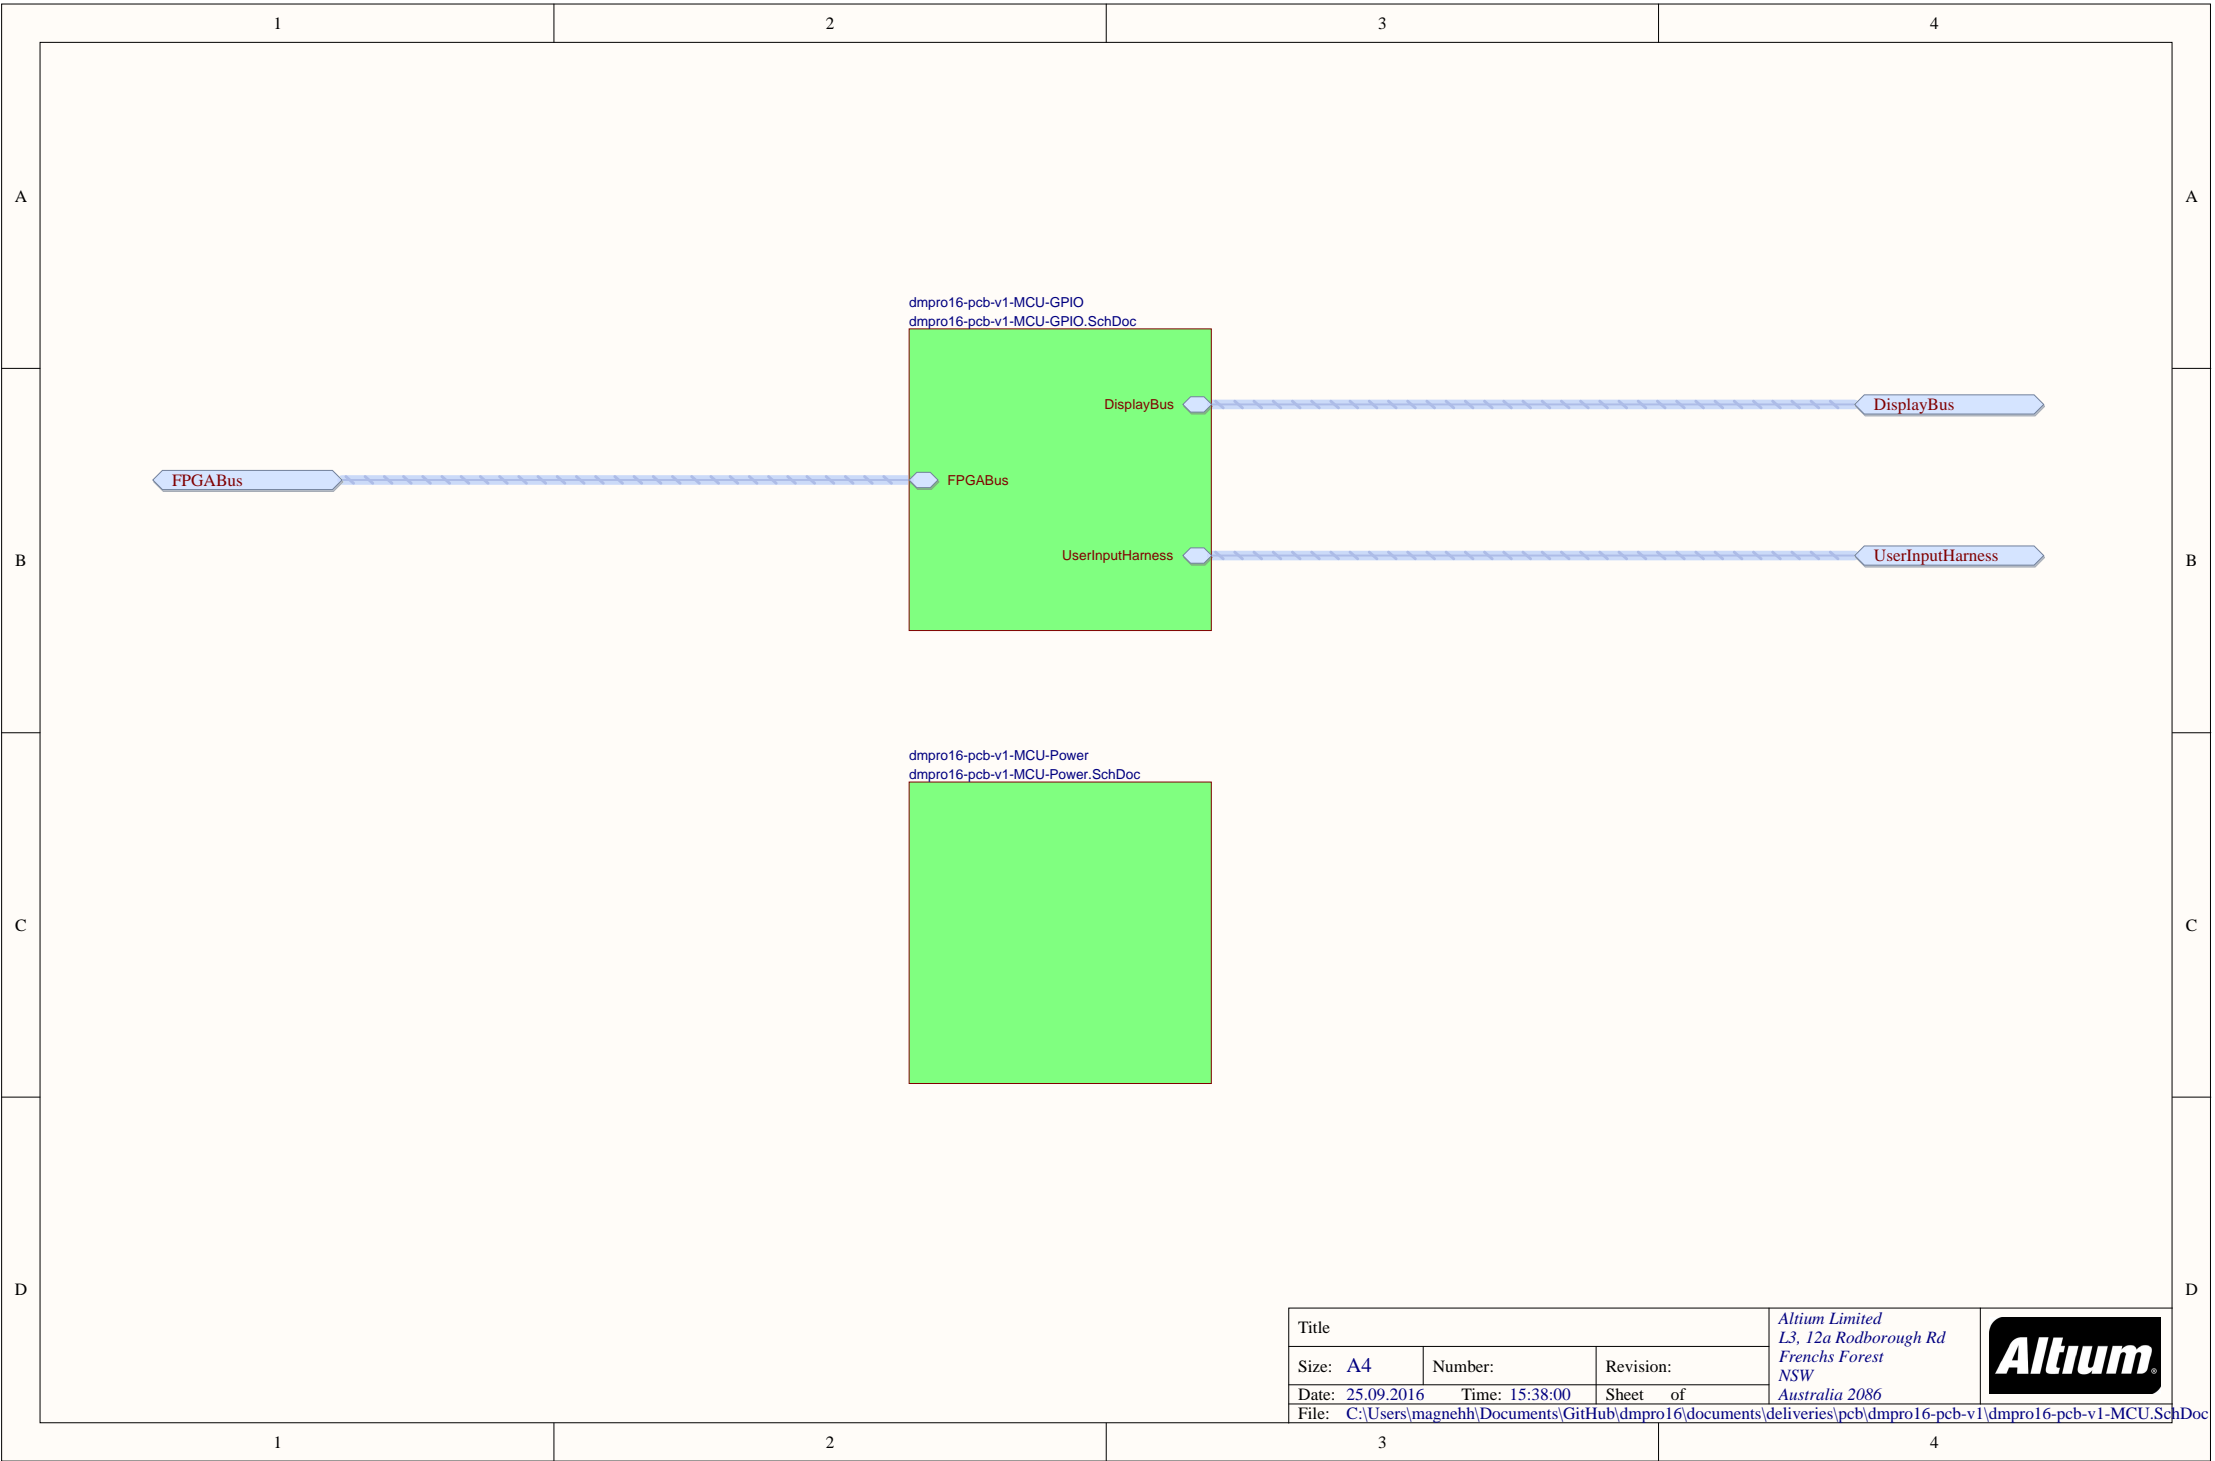 1 2 3 4
A A
dmpro16-pcb-v1-MCU-GPIO
dmpro16-pcb-v1-MCU-GPIO.SchDoc
DisplayBus DisplayBus
FPGABus FPGABus
UserInputHarness UserInputHarness
B B
dmpro16-pcb-v1-MCU-Power
dmpro16-pcb-v1-MCU-Power.SchDoc
C C
D D
Title
Size: A4 Number: Revision:
Date: 25.09.2016 Time: 15:38:00 Sheet of
File: C:\Users\magnehh\Documents\GitHub\dmpro16\documents\deliveries\pcb\dmpro16-pcb-v1\dmpro16-pcb-v1-MCU.SchDoc
Altium Limited
L3, 12a Rodborough Rd
Frenchs Forest
NSW
Australia 2086
Altium®
1 2 3 4